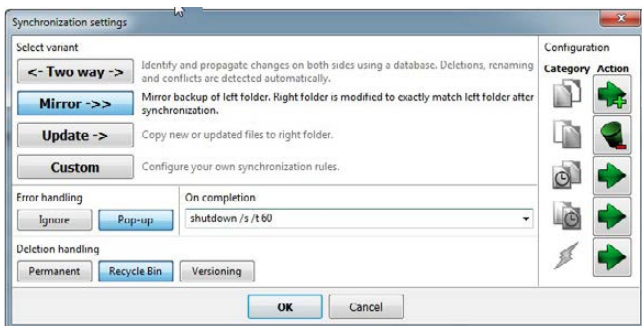 Synchronization settings
Select variant
<- Two way ->
Identify and propagate changes on both sides using a database. Deletions, renaming
and conflicts are detected automatically.
Mirror ->>
Mirror backup of left folder. Right folder is modified to exactly match left folder after
synchronization.
Update ->
Copy new or updated files to right folder.
Custom
Configure your own synchronization rules.
Error handling
Ignore
Pop-up
On completion
shutdown /s /t 60
Deletion handling
Permanent
Recycle Bin
Versioning
Configuration
Category Action
OK
Cancel